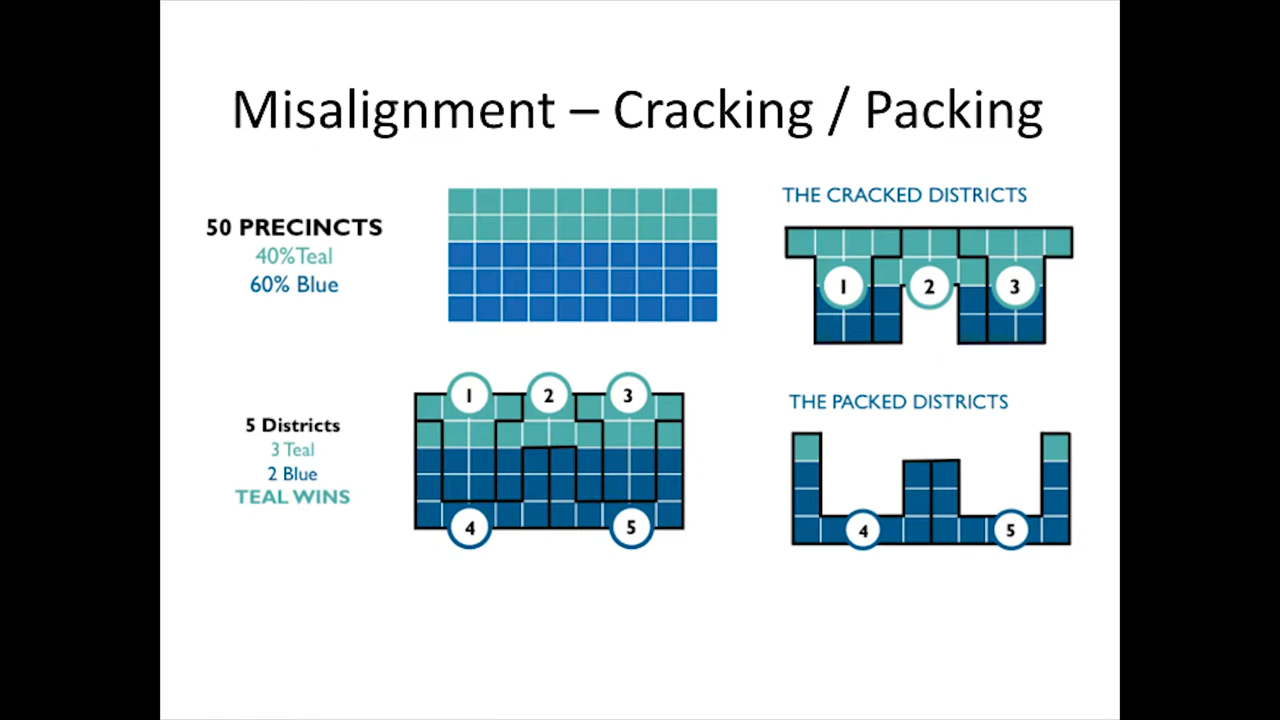 Misalignment – Cracking / Packing
50 PRECINCTS
40%Teal
60% Blue
THE CRACKED DISTRICTS
1
2
3
5 Districts
3 Teal
2 Blue
TEAL WINS
1
2
3
4
5
THE PACKED DISTRICTS
4
5